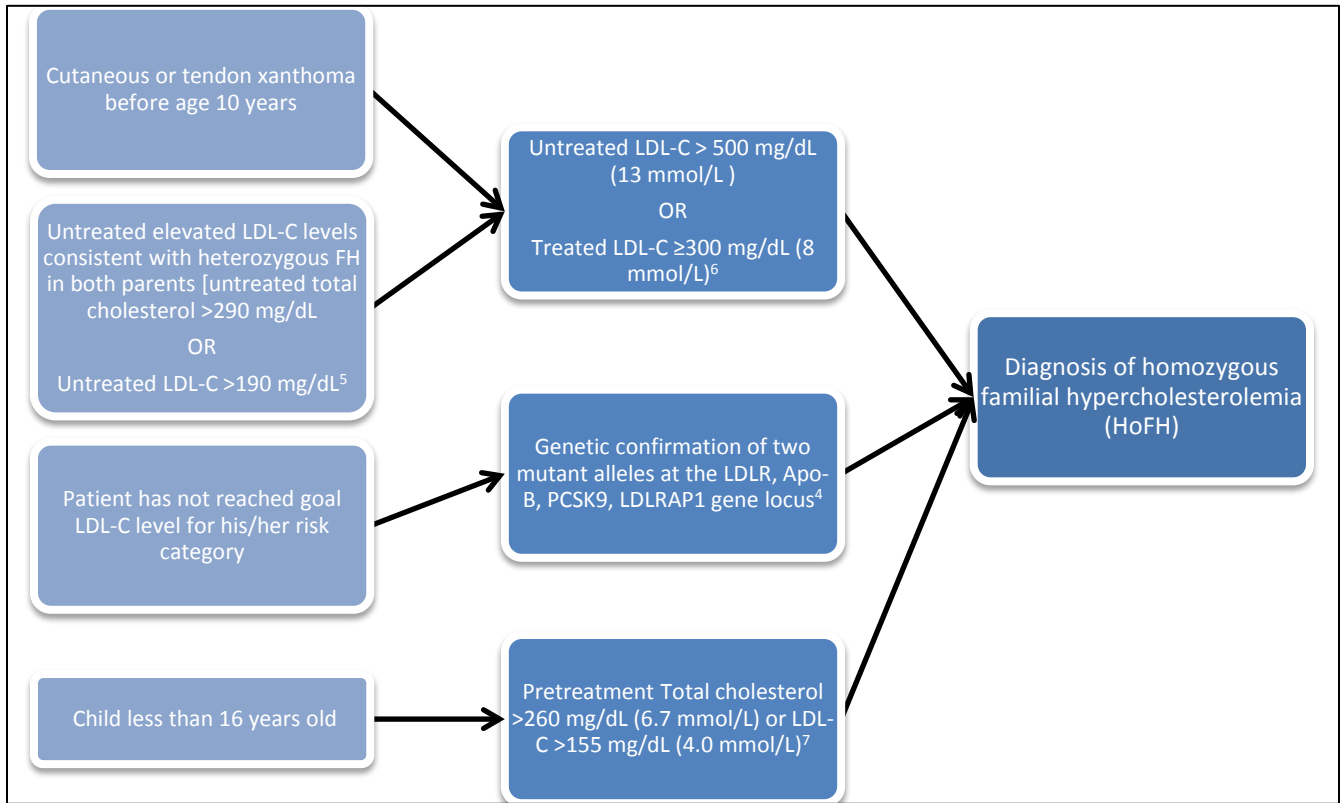 Cutaneous or tendon xanthoma
before age 10 years
Untreated elevated LDL-C levels
consistent with heterozygous FH
in both parents [untreated total
cholesterol >290 mg/dL
OR
Untreated LDL-C >190 mg/dL⁵
Patient has not reached goal
LDL-C level for his/her risk
category
Child less than 16 years old
Untreated LDL-C > 500 mg/dL
(13 mmol/L )
OR
Treated LDL-C ≥300 mg/dL (8
mmol/L)⁶
Genetic confirmation of two
mutant alleles at the LDLR, Apo-
B, PCSK9, LDLRAP1 gene locus⁴
Pretreatment Total cholesterol
>260 mg/dL (6.7 mmol/L) or LDL-
C >155 mg/dL (4.0 mmol/L)⁷
Diagnosis of homozygous
familial hypercholesterolemia
(HoFH)